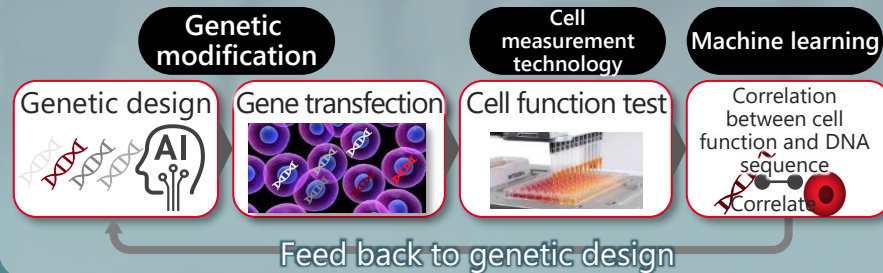 Genetic
modification
Cell
measurement
technology
Machine learning
Genetic design
AI
Gene transfection
Cell function test
Correlation
between cell
function and DNA
sequence
Correlate
Feed back to genetic design